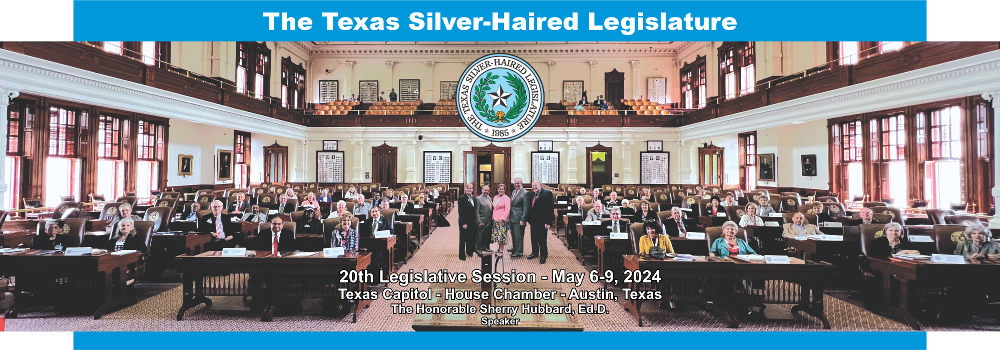 The Texas Silver-Haired Legislature
THE TEXAS SILVER-HAIRED LEGISLATURE
1985
20th Legislative Session - May 6-9, 2024
Texas Capitol - House Chamber - Austin, Texas
The Honorable Sherry Hubbard, Ed.D.
Speaker